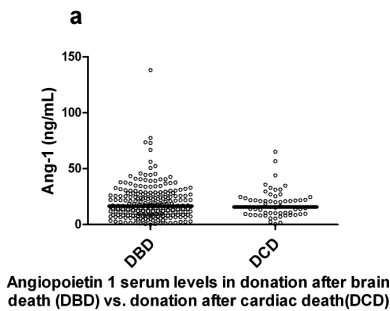 a
150
100
50
0
Ang-1 (ng/mL)
DBD
DCD
Angiopoietin 1 serum levels in donation after brain
death (DBD) vs. donation after cardiac death(DCD)